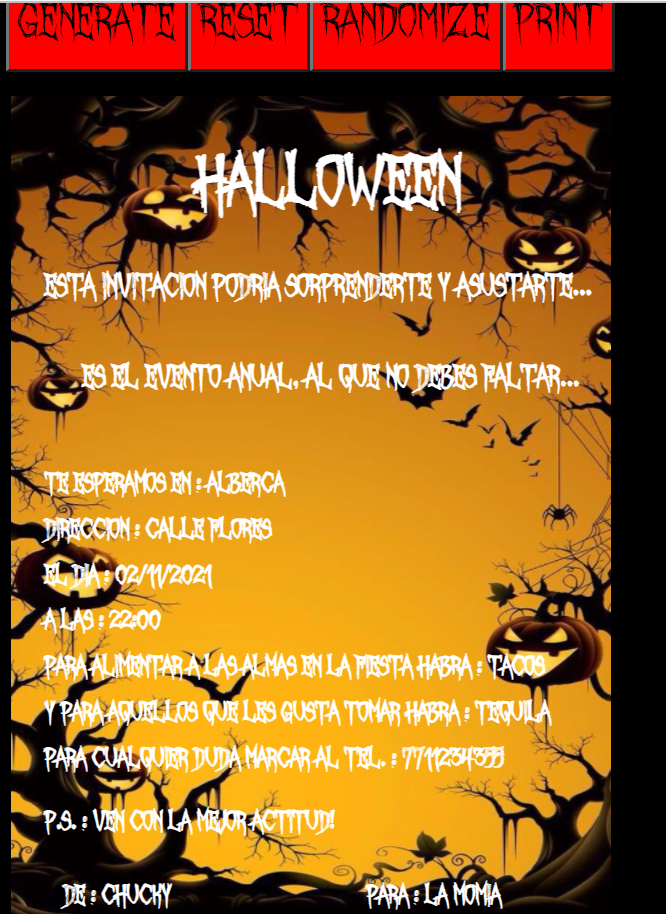 GENERATE RESET RANDOMIZE PRINT
HALLOWEEN
ESTA INVITACION PODRIA SORPRENDERTE Y ASUSTARTE...
ES EL EVENTO ANUAL, AL QUE NO DEBES FALTAR...
TE ESPERAMOS EN : ALBERCA
DIRECCION : CALLE FLORES
EL DIA : 02/11/2021
A LAS : 22:00
PARA ALIMENTAR A LAS ALMAS EN LA FIESTA HABRA : TACOS
Y PARA AQUELLOS QUE LES GUSTA TOMAR HABRA : TEQUILA
PARA CUALQUIER DUDA MARCAR AL TEL. : 7711234355
P.S. : VEN CON LA MEJOR ACTITUD!
DE : CHUCKY PARA : LA MOMIA